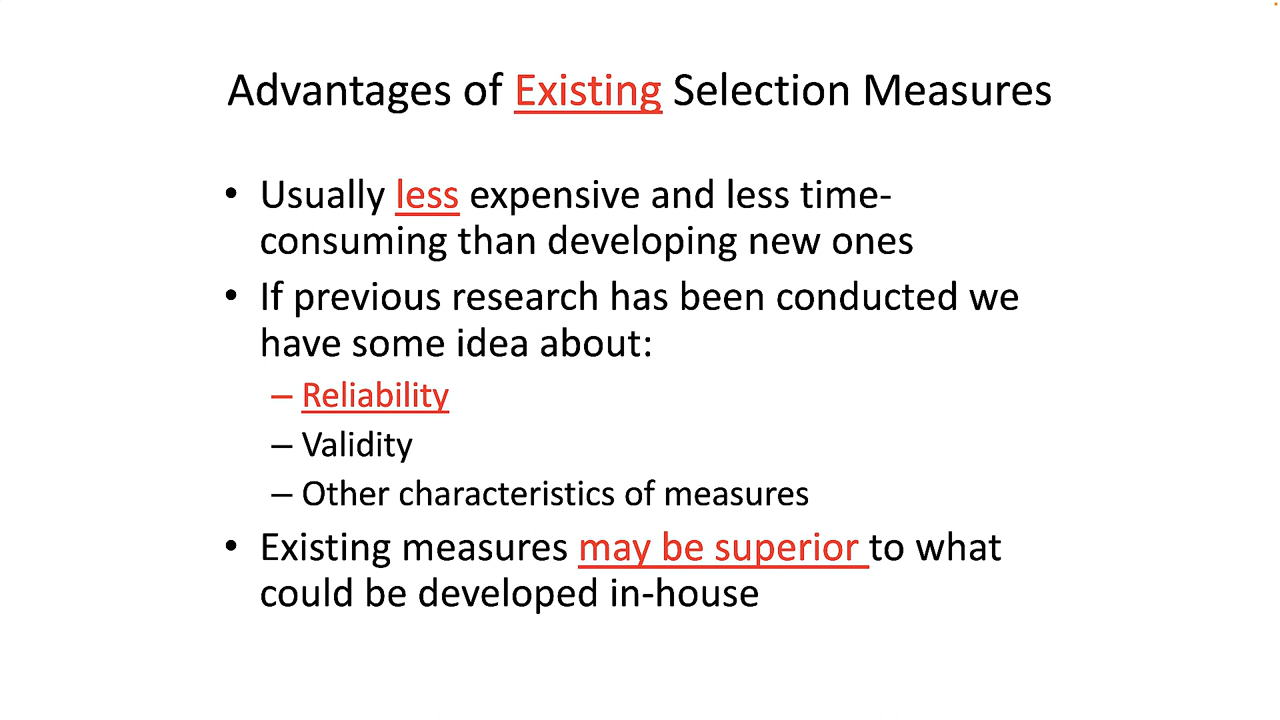 Advantages of Existing Selection Measures
• Usually less expensive and less time-
consuming than developing new ones
• If previous research has been conducted we
have some idea about:
– Reliability
– Validity
– Other characteristics of measures
• Existing measures may be superior to what
could be developed in-house